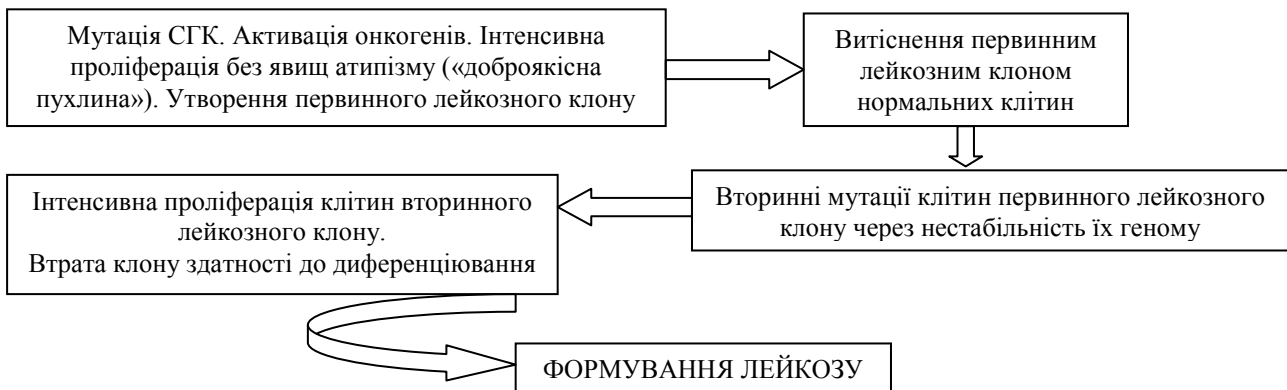 Мутація СГК. Активація онкогенів. Інтенсивна
проліферація без явищ атипізму («доброякісна
пухлина»). Утворення первинного лейкозного клону
Витіснення первинним
лейкозним клоном
нормальних клітин
Вторинні мутації клітин первинного лейкозного
клону через нестабільність їх геному
Інтенсивна проліферація клітин вторинного
лейкозного клону.
Втрата клону здатності до диференціювання
ФОРМУВАННЯ ЛЕЙКОЗУ